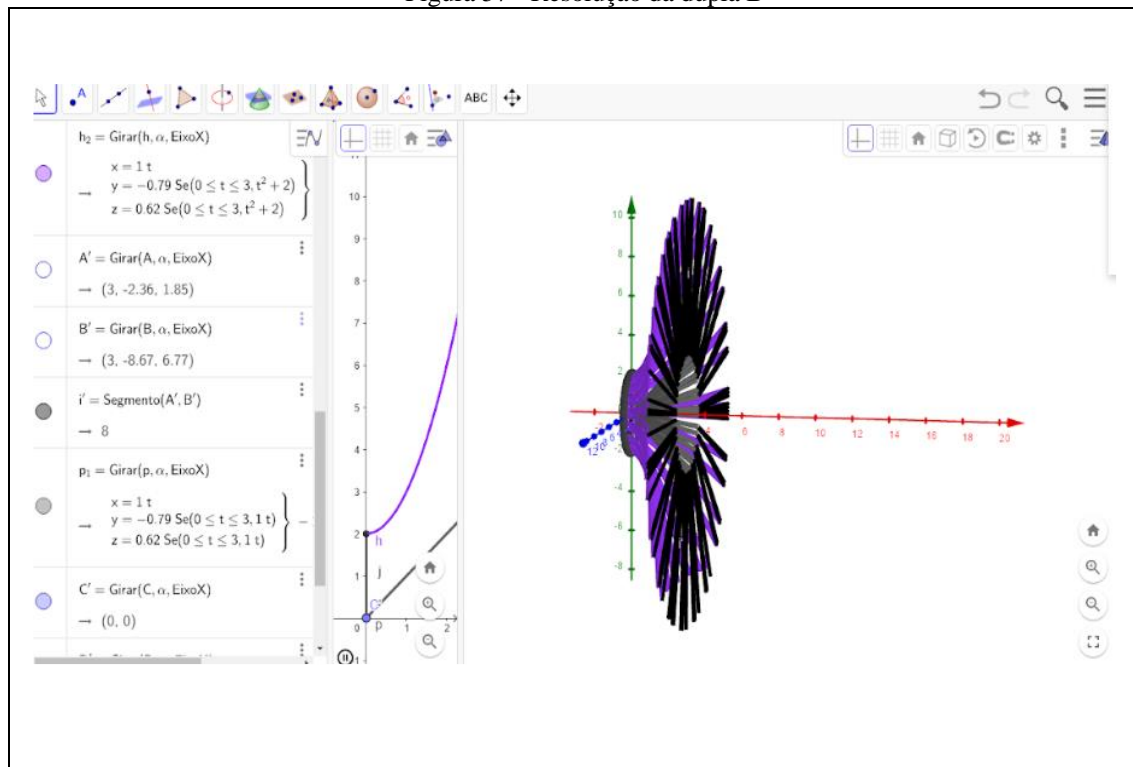 ABC
h₂ = Girar(h, α, EixoX)
x = 1 t
→ y = −0.79 Se(0 ≤ t ≤ 3, t² + 2)
z = 0.62 Se(0 ≤ t ≤ 3, t² + 2)
A′ = Girar(A, α, EixoX)
→ (3, -2.36, 1.85)
B′ = Girar(B, α, EixoX)
→ (3, -8.67, 6.77)
i′ = Segmento(A′, B′)
→ 8
p₁ = Girar(p, α, EixoX)
x = 1 t
→ y = −0.79 Se(0 ≤ t ≤ 3, 1 t)
z = 0.62 Se(0 ≤ t ≤ 3, 1 t)
C′ = Girar(C, α, EixoX)
→ (0, 0)
10
9
8
7
6
5
4
3
2
h
j
1
0 p 1 2
10
8
6
4
2
4 6 8 10 12 14 16 18 20
-4
-6
-8